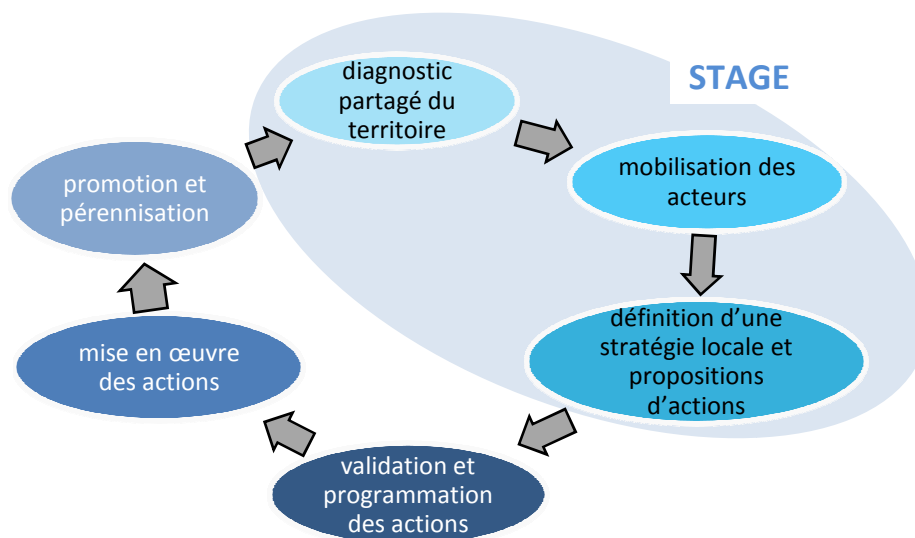 STAGE
diagnostic
partagé du
territoire
mobilisation des
acteurs
définition d’une
stratégie locale et
propositions
d’actions
validation et
programmation
des actions
mise en œuvre
des actions
promotion et
pérennisation